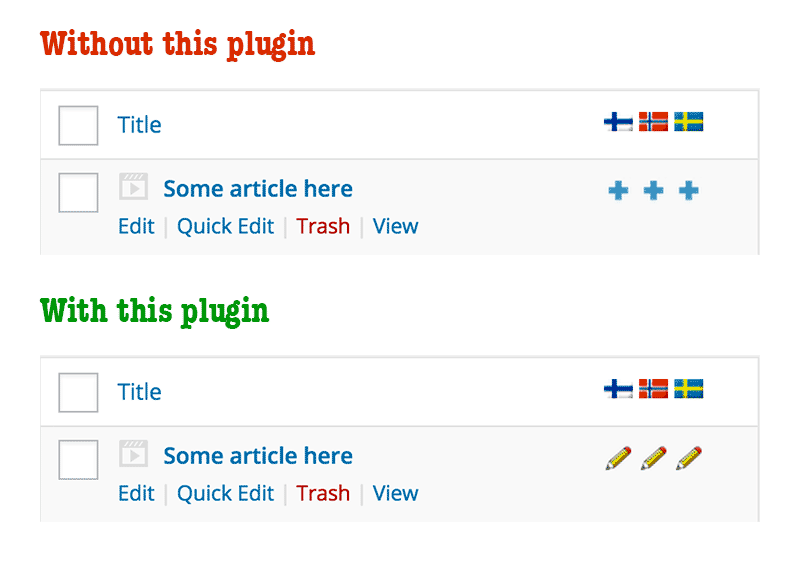 Without this plugin
Title
Some article here
Edit | Quick Edit | Trash | View
With this plugin
Title
Some article here
Edit | Quick Edit | Trash | View